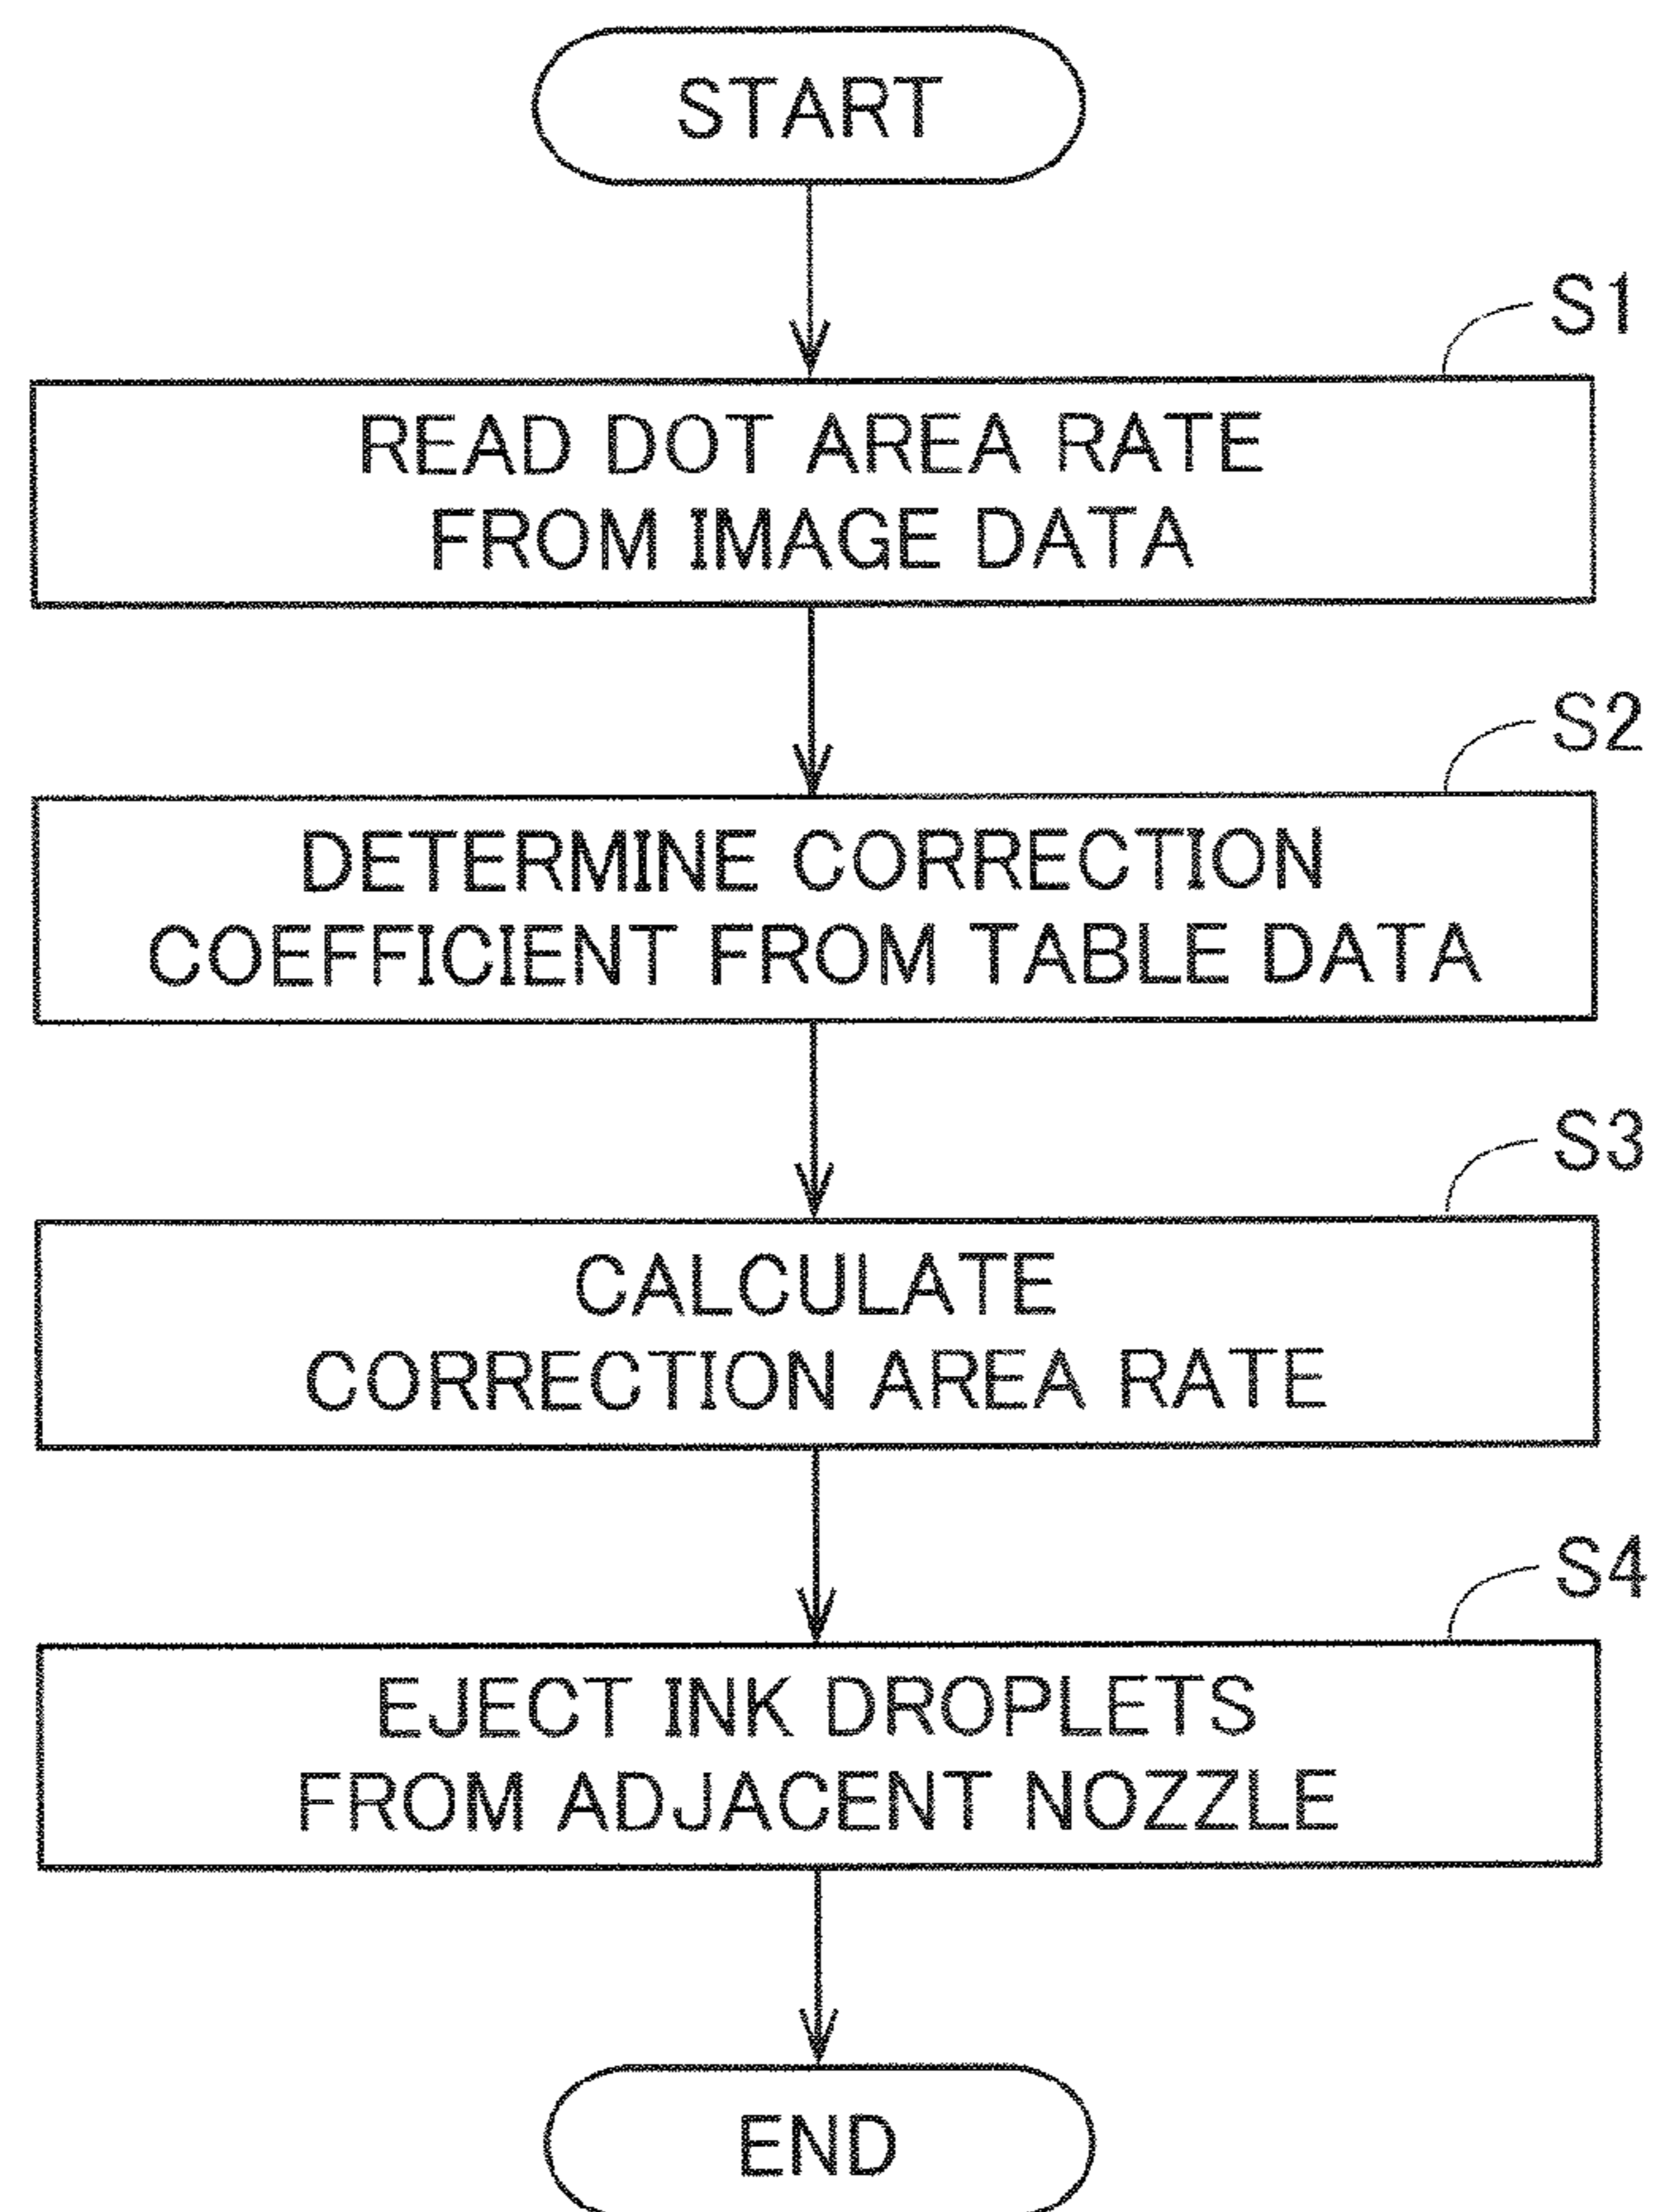 START
S1
READ DOT AREA RATE
FROM IMAGE DATA
S2
DETERMINE CORRECTION
COEFFICIENT FROM TABLE DATA
S3
CALCULATE
CORRECTION AREA RATE
S4
EJECT INK DROPLETS
FROM ADJACENT NOZZLE
END